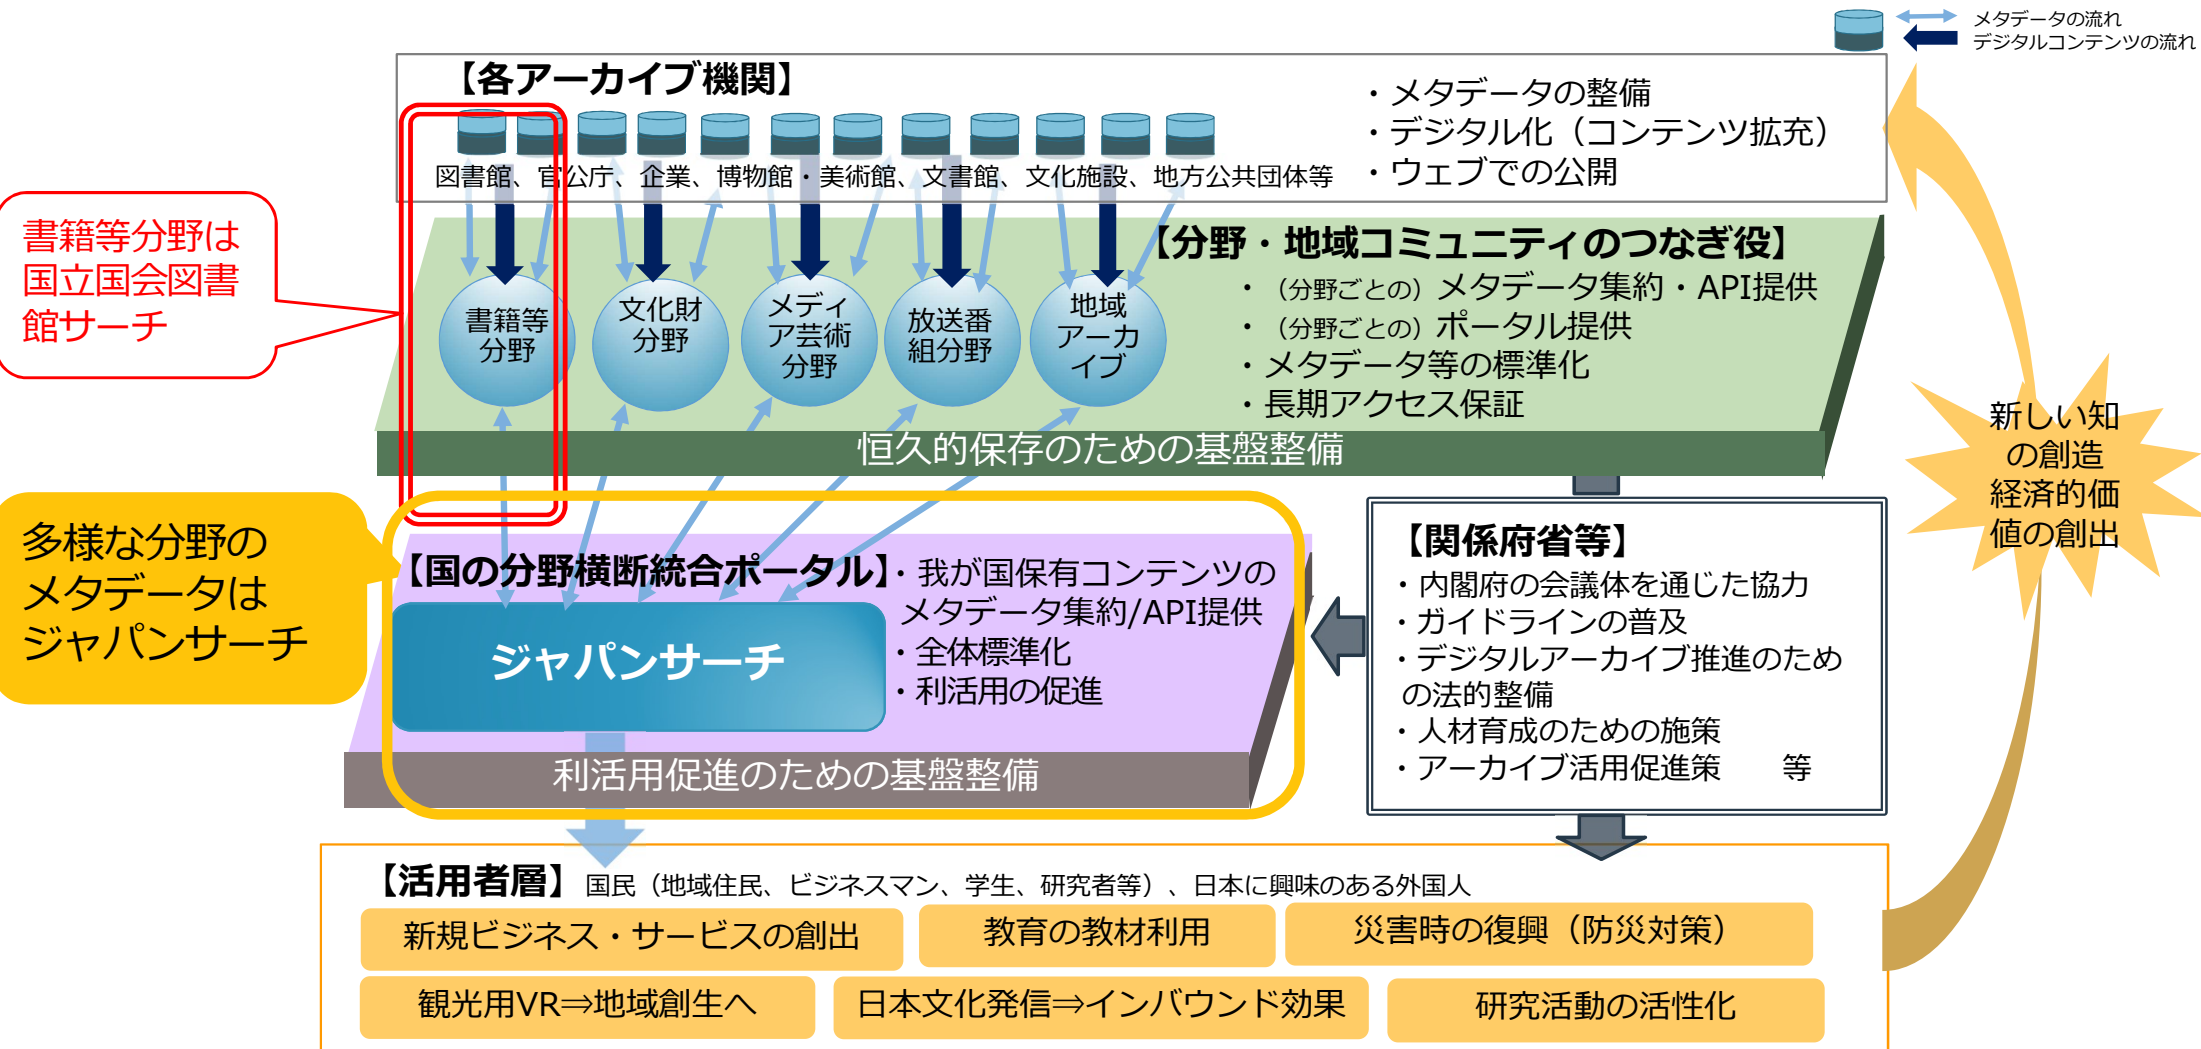 メタデータの流れ
デジタルコンテンツの流れ
【各アーカイブ機関】
・メタデータの整備
・デジタル化（コンテンツ拡充）
・ウェブでの公開
図書館、官公庁、企業、博物館・美術館、文書館、文化施設、地方公共団体等
書籍等分野は
国立国会図書
館サーチ
【分野・地域コミュニティのつなぎ役】
・（分野ごとの）メタデータ集約・API提供
・（分野ごとの）ポータル提供
・メタデータ等の標準化
・長期アクセス保証
書籍等
分野
文化財
分野
メディ
ア芸術
分野
放送番
組分野
地域
アーカ
イブ
恒久的保存のための基盤整備
新しい知
の創造
経済的価
値の創出
多様な分野の
メタデータは
ジャパンサーチ
【国の分野横断統合ポータル】
・我が国保有コンテンツの
メタデータ集約/API提供
・全体標準化
・利活用の促進
ジャパンサーチ
利活用促進のための基盤整備
【関係府省等】
・内閣府の会議体を通じた協力
・ガイドラインの普及
・デジタルアーカイブ推進のため
の法的整備
・人材育成のための施策
・アーカイブ活用促進策　　等
【活用者層】国民（地域住民、ビジネスマン、学生、研究者等）、日本に興味のある外国人
新規ビジネス・サービスの創出
教育の教材利用
災害時の復興（防災対策）
観光用VR⇒地域創生へ
日本文化発信⇒インバウンド効果
研究活動の活性化